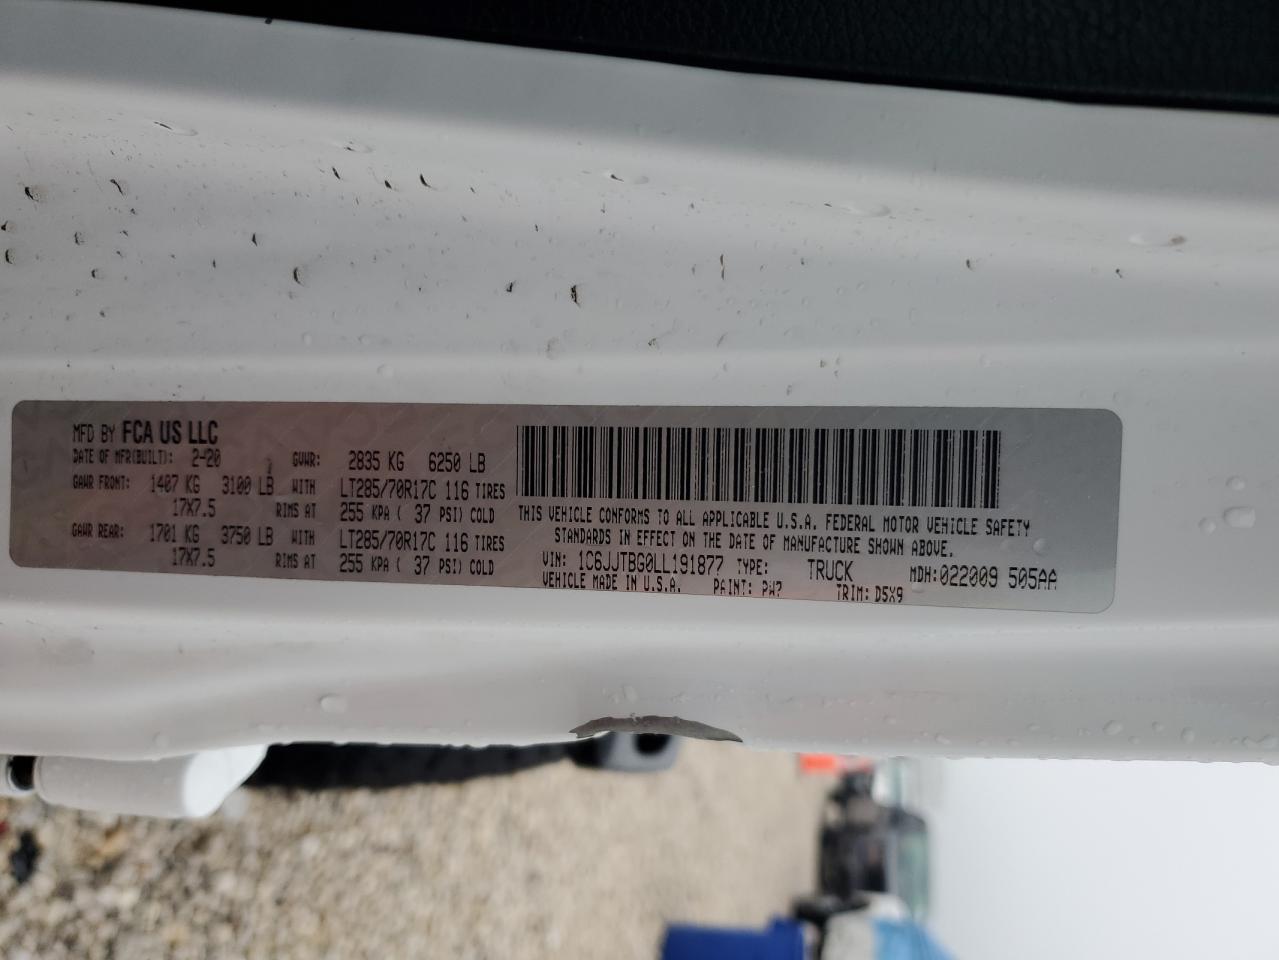 MFD BY FCA US LLC
DATE OF MFR(BUILT): 2-20 GVWR: 2835 KG 6250 LB
GAWR FRONT: 1407 KG 3100 LB WITH LT285/70R17C 116 TIRES
17X7.5 RIMS AT 255 KPA ( 37 PSI) COLD
GAWR REAR: 1701 KG 3750 LB WITH LT285/70R17C 116 TIRES
17X7.5 RIMS AT 255 KPA ( 37 PSI) COLD
THIS VEHICLE CONFORMS TO ALL APPLICABLE U.S.A. FEDERAL MOTOR VEHICLE SAFETY
STANDARDS IN EFFECT ON THE DATE OF MANUFACTURE SHOWN ABOVE.
VIN: 1C6JJTBG0LL191877 TYPE: TRUCK MDH:022009 505AA
VEHICLE MADE IN U.S.A. PAINT: PW7 TRIM: D5X9